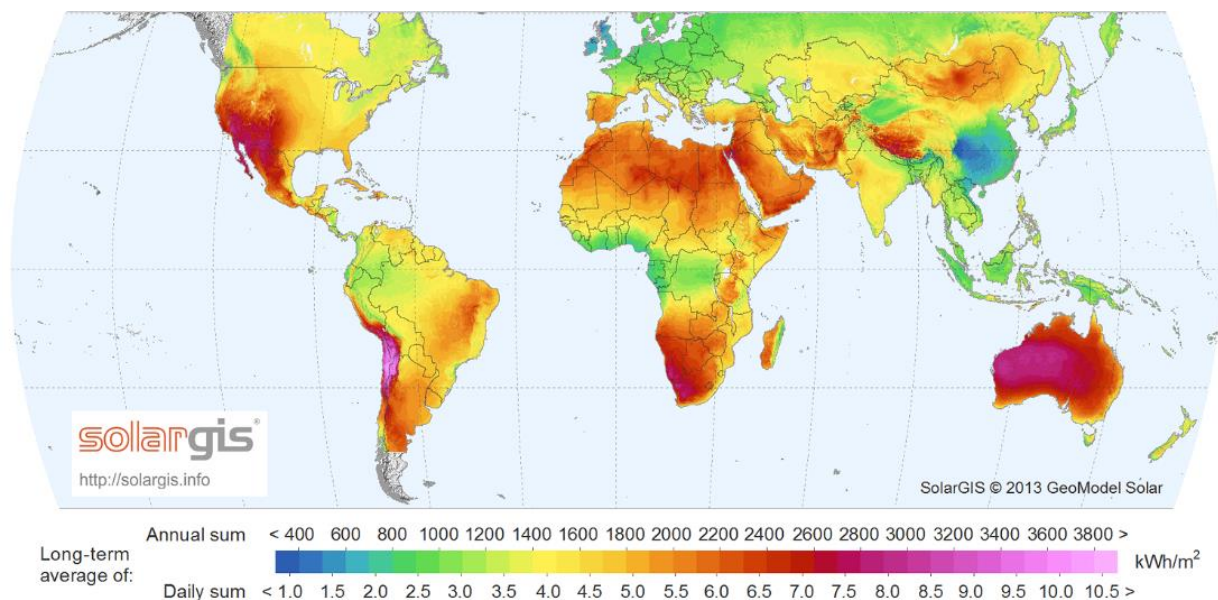 solargis®
http://solargis.info
SolarGIS © 2013 GeoModel Solar
Annual sum < 400 600 800 1000 1200 1400 1600 1800 2000 2200 2400 2600 2800 3000 3200 3400 3600 3800 >
Long-term
average of:
kWh/m²
Daily sum < 1.0 1.5 2.0 2.5 3.0 3.5 4.0 4.5 5.0 5.5 6.0 6.5 7.0 7.5 8.0 8.5 9.0 9.5 10.0 10.5 >